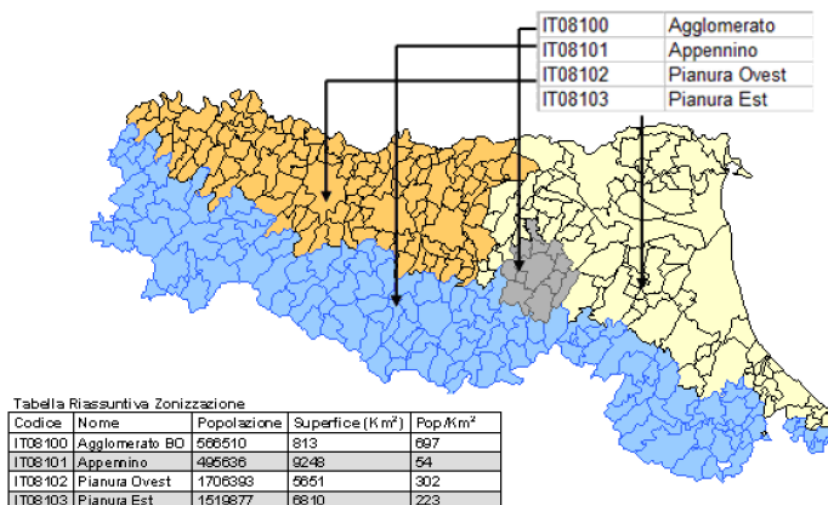 IT08100 Agglomerato
IT08101 Appennino
IT08102 Pianura Ovest
IT08103 Pianura Est
Tabella Riassuntiva Zonizzazione
Codice Nome Popolazione Superfice (Km²) Pop/Km²
IT08100 Agglomerato BO 566510 813 697
IT08101 Appennino 495636 9248 54
IT08102 Pianura Ovest 1706393 5651 302
IT08103 Pianura Est 1519877 6810 223